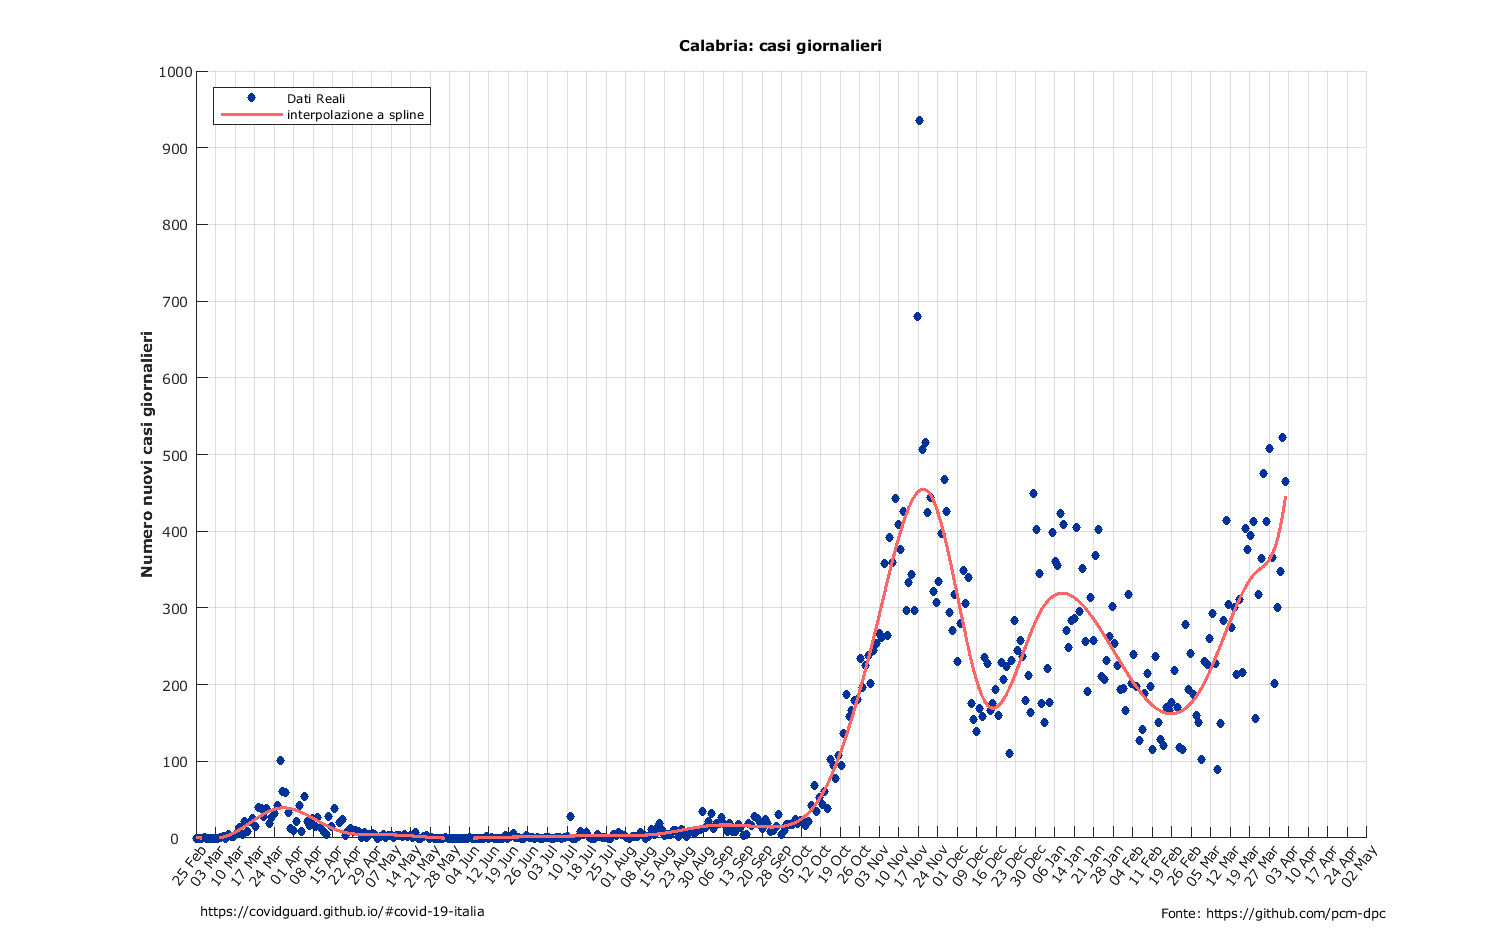 Calabria: casi giornalieri
Dati Reali
interpolazione a spline
Numero nuovi casi giornalieri
1000
900
800
700
600
500
400
300
200
100
0
25 Feb
03 Mar
10 Mar
17 Mar
24 Mar
01 Apr
08 Apr
15 Apr
22 Apr
29 Apr
07 May
14 May
21 May
28 May
04 Jun
12 Jun
19 Jun
26 Jun
03 Jul
10 Jul
18 Jul
25 Jul
01 Aug
08 Aug
15 Aug
23 Aug
30 Aug
06 Sep
13 Sep
20 Sep
28 Sep
05 Oct
12 Oct
19 Oct
26 Oct
03 Nov
10 Nov
17 Nov
24 Nov
01 Dec
09 Dec
16 Dec
23 Dec
30 Dec
06 Jan
14 Jan
21 Jan
28 Jan
04 Feb
11 Feb
19 Feb
26 Feb
05 Mar
12 Mar
19 Mar
27 Mar
03 Apr
10 Apr
17 Apr
24 Apr
02 May
https://covidguard.github.io/#covid-19-italia
Fonte: https://github.com/pcm-dpc